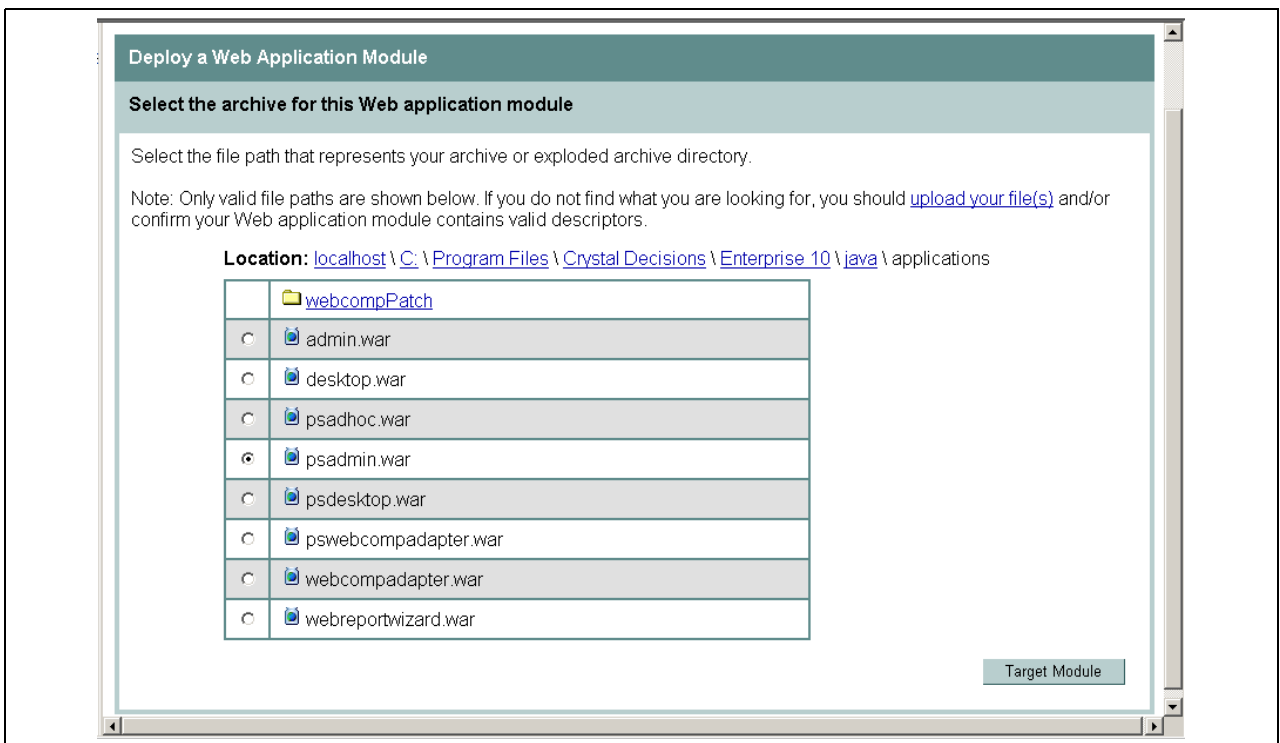 Deploy a Web Application Module
Select the archive for this Web application module
Select the file path that represents your archive or exploded archive directory.
Note: Only valid file paths are shown below. If you do not find what you are looking for, you should upload your file(s) and/or
confirm your Web application module contains valid descriptors.
Location: localhost \ C: \ Program Files \ Crystal Decisions \ Enterprise 10 \ java \ applications
webcompPatch
admin.war
desktop.war
psadhoc.war
psadmin.war
psdesktop.war
pswebcompadapter.war
webcompadapter.war
webreportwizard.war
Target Module